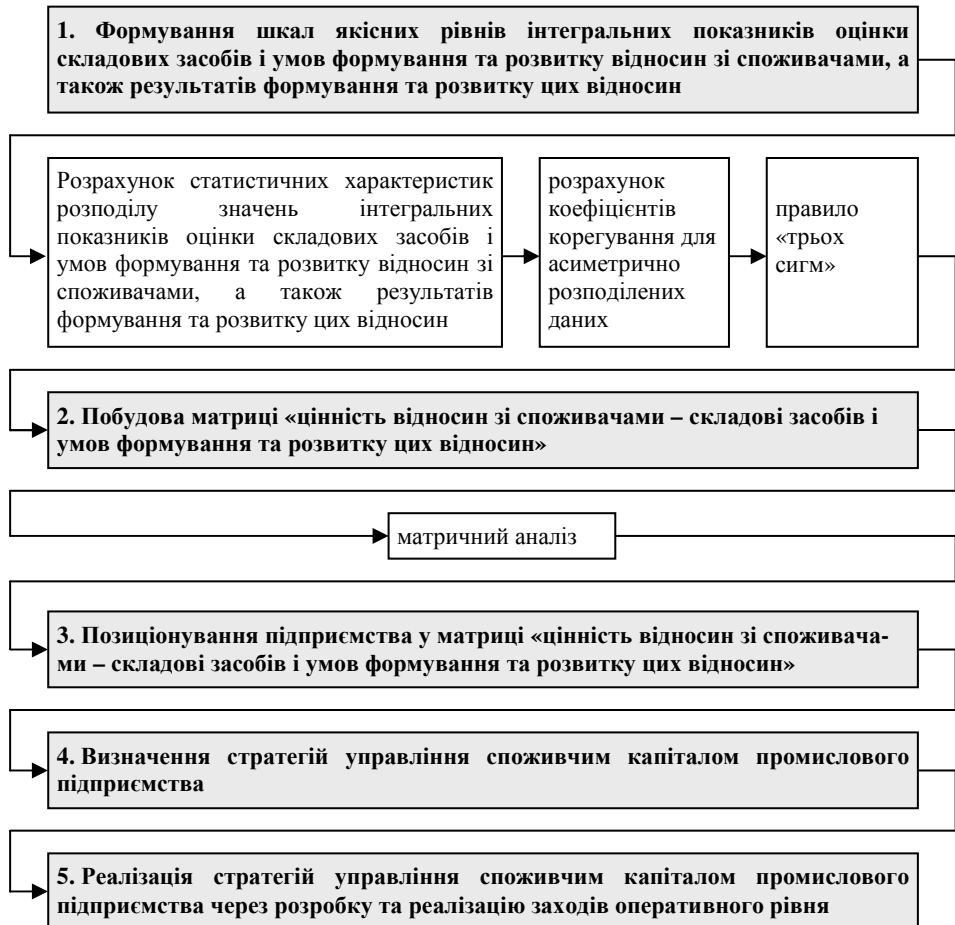 1. Формування шкал якісних рівнів інтегральних показників оцінки
складових засобів і умов формування та розвитку відносин зі споживачами, а
також результатів формування та розвитку цих відносин
Розрахунок статистичних характеристик
розподілу значень інтегральних
показників оцінки складових засобів і
умов формування та розвитку відносин зі
споживачами, а також результатів
формування та розвитку цих відносин
розрахунок
коефіцієнтів
корегування для
асиметрично
розподілених
даних
правило
«трьох
сигм»
2. Побудова матриці «цінність відносин зі споживачами – складові засобів і
умов формування та розвитку цих відносин»
матричний аналіз
3. Позиціонування підприємства у матриці «цінність відносин зі споживача-
ми – складові засобів і умов формування та розвитку цих відносин»
4. Визначення стратегій управління споживчим капіталом промислового
підприємства
5. Реалізація стратегій управління споживчим капіталом промислового
підприємства через розробку та реалізацію заходів оперативного рівня